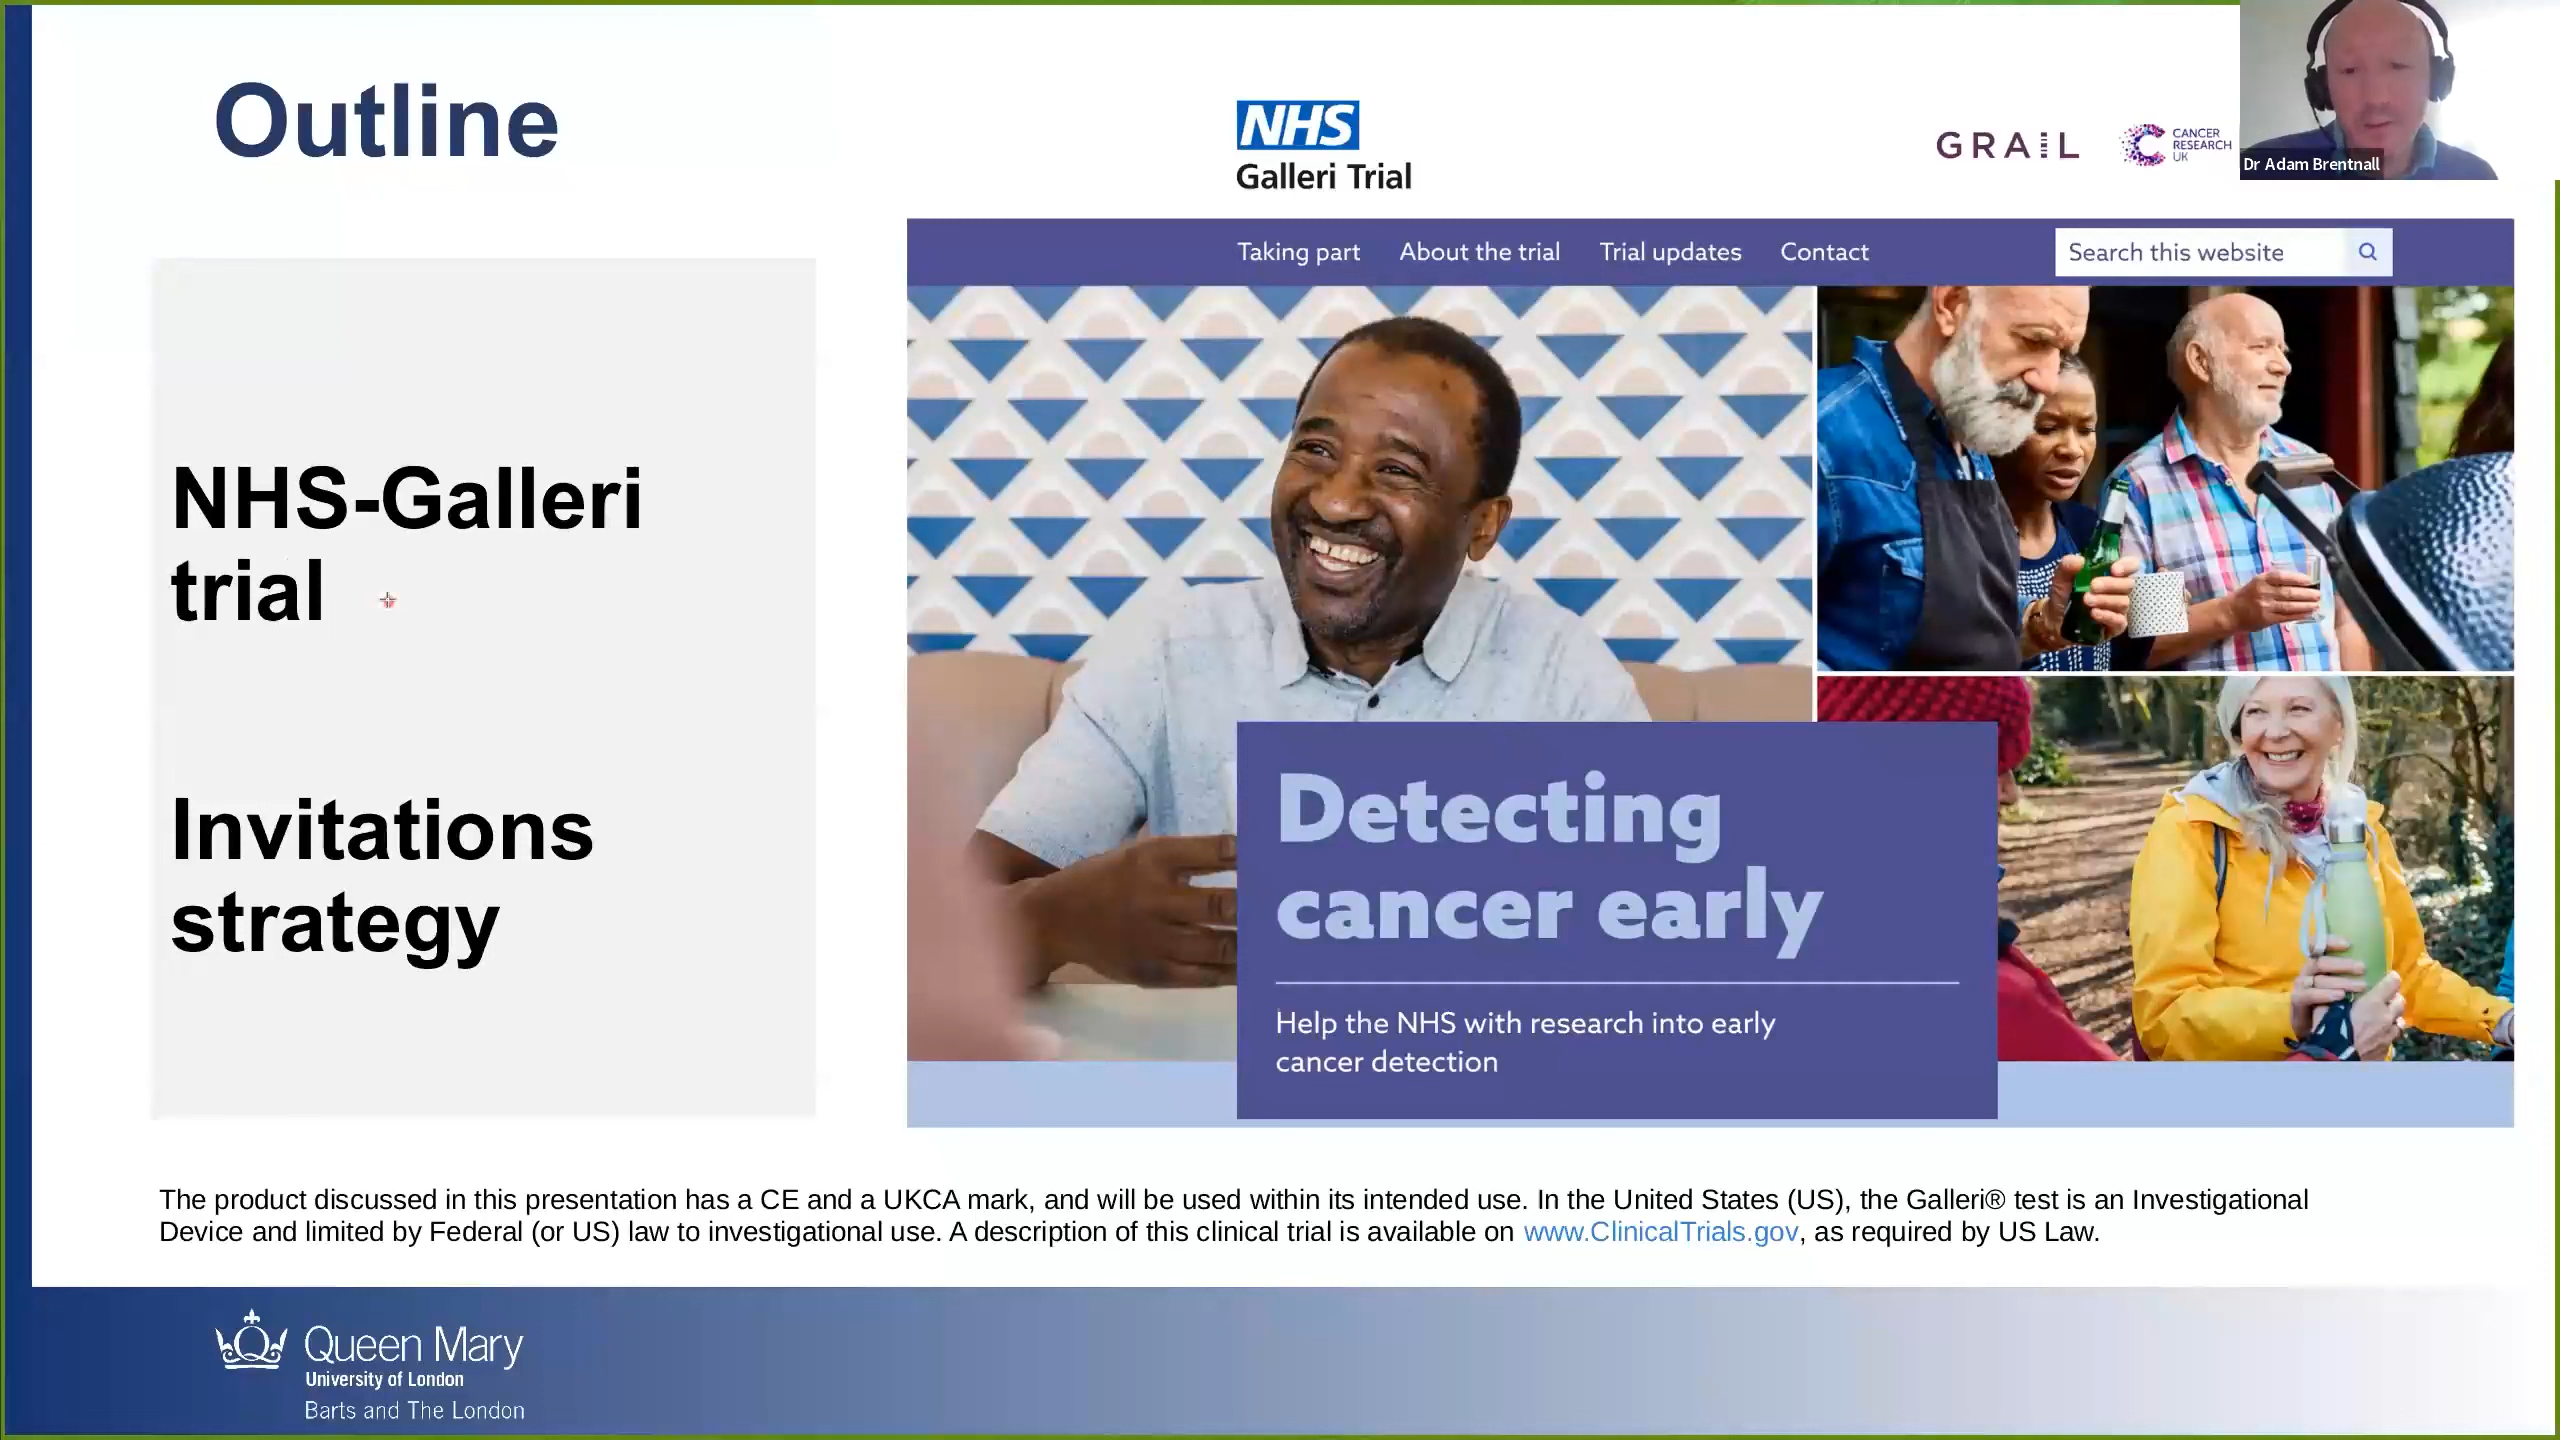 Outline
NHS
Galleri Trial
GRAIL
CANCER
RESEARCH
UK
Dr Adam Brentnall
Taking part
About the trial
Trial updates
Contact
Search this website
NHS-Galleri
trial
Invitations
strategy
Detecting
cancer early
Help the NHS with research into early
cancer detection
The product discussed in this presentation has a CE and a UKCA mark, and will be used within its intended use. In the United States (US), the Galleri® test is an Investigational
Device and limited by Federal (or US) law to investigational use. A description of this clinical trial is available on www.ClinicalTrials.gov, as required by US Law.
Queen Mary
University of London
Barts and The London